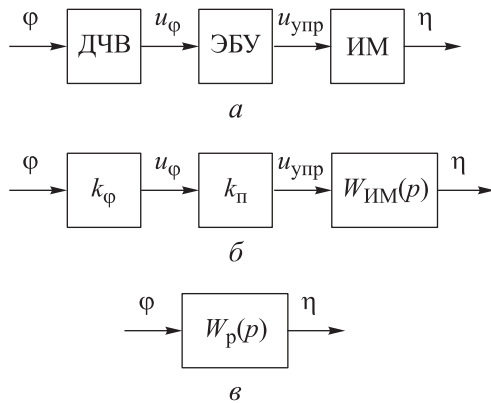 φ u_φ u_упр η
ДЧВ ЭБУ ИМ
а
φ u_φ u_упр η
k_φ k_п W_ИМ(p)
б
φ η
W_р(p)
в